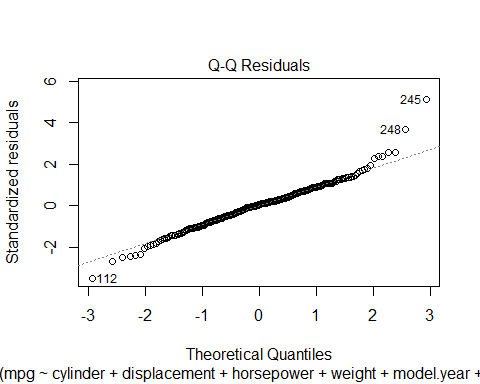 Q-Q Residuals
Standardized residuals
6
4
2
0
-2
245
248
112
-3 -2 -1 0 1 2 3
Theoretical Quantiles
(mpg ~ cylinder + displacement + horsepower + weight + model.year +